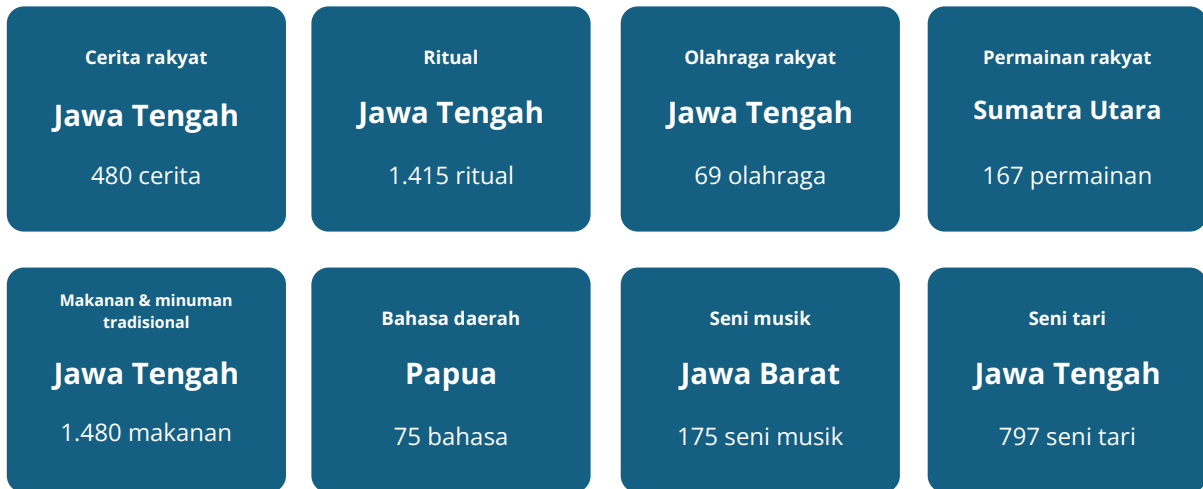 Cerita rakyat
Jawa Tengah
480 cerita
Ritual
Jawa Tengah
1.415 ritual
Olahraga rakyat
Jawa Tengah
69 olahraga
Permainan rakyat
Sumatra Utara
167 permainan
Makanan & minuman
tradisional
Jawa Tengah
1.480 makanan
Bahasa daerah
Papua
75 bahasa
Seni musik
Jawa Barat
175 seni musik
Seni tari
Jawa Tengah
797 seni tari